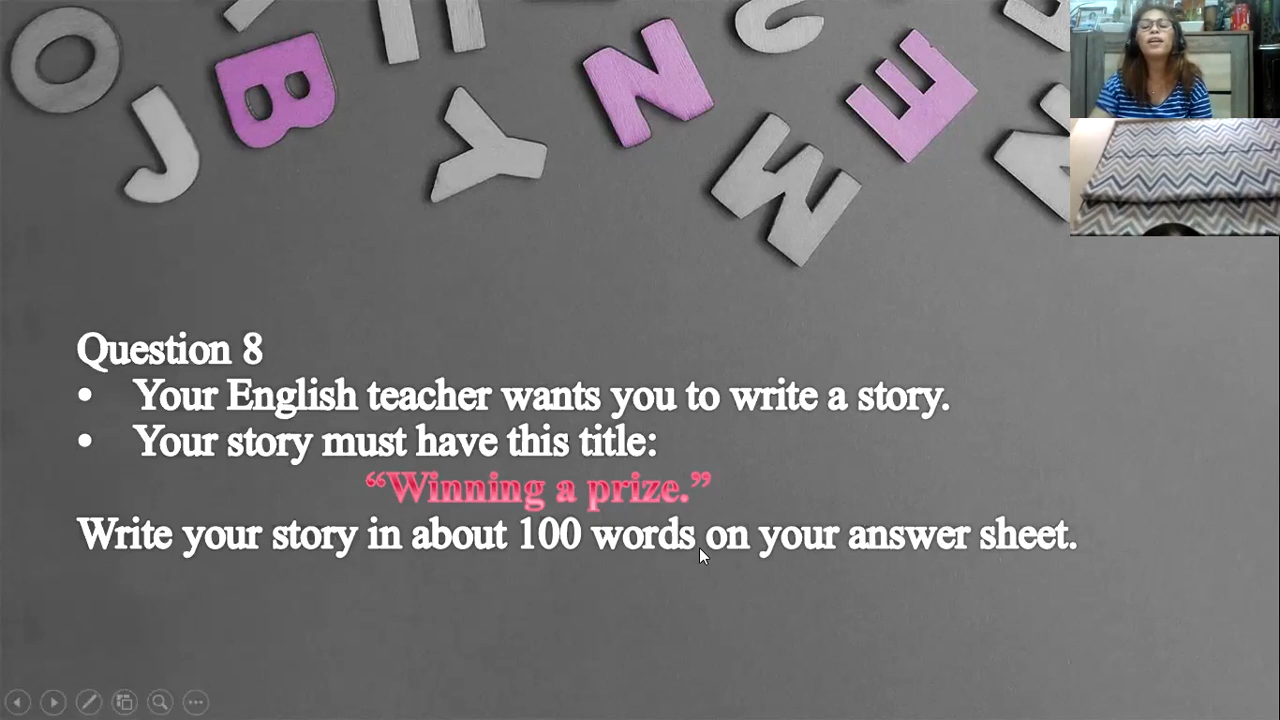 O J B Y N M E
Question 8
• Your English teacher wants you to write a story.
• Your story must have this title:
“Winning a prize.”
Write your story in about 100 words on your answer sheet.